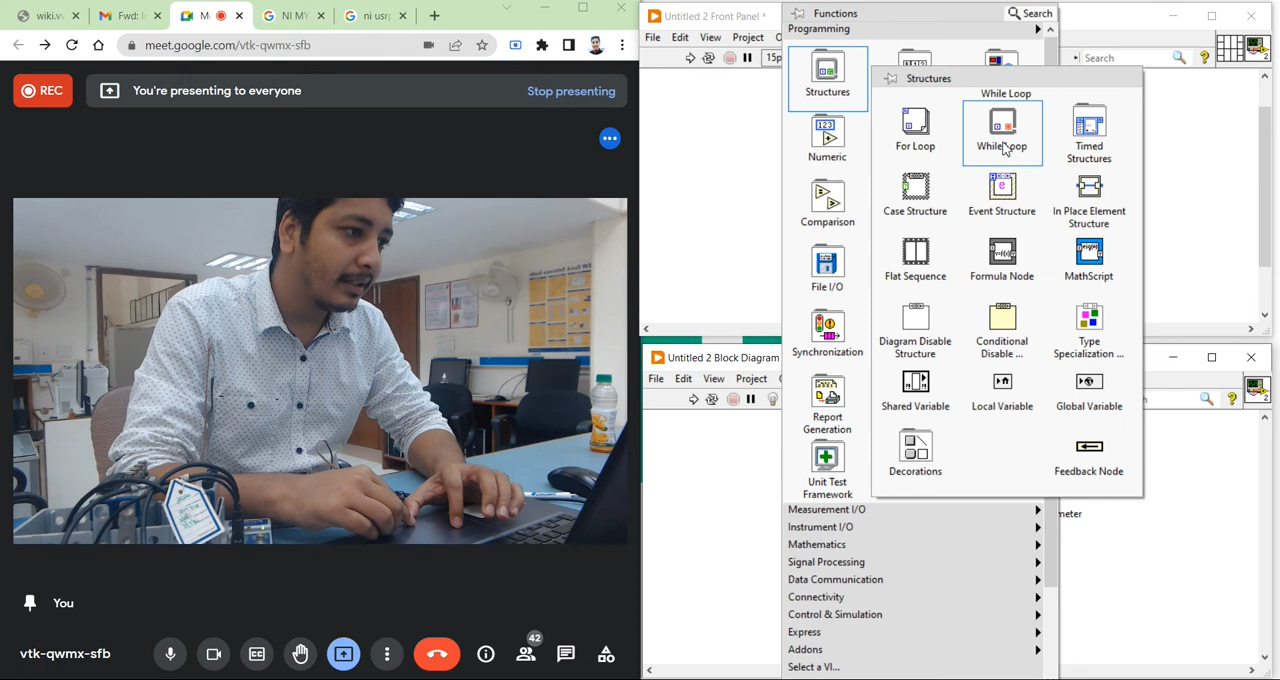 wiki.v
Fwd: I
M
NI MY
ni usrp
meet.google.com/vtk-qwmx-sfb
REC
You're presenting to everyone
Stop presenting
You
vtk-qwmx-sfb
42
Untitled 2 Front Panel *
File Edit View Project
15p
Search
Functions
Search
Programming
Structures
Numeric
Comparison
File I/O
Synchronization
Report Generation
Unit Test Framework
Measurement I/O
Instrument I/O
Mathematics
Signal Processing
Data Communication
Connectivity
Control & Simulation
Express
Addons
Select a VI...
Structures
While Loop
For Loop
While Loop
Timed Structures
Case Structure
Event Structure
In Place Element Structure
Flat Sequence
Formula Node
MathScript
Diagram Disable Structure
Conditional Disable ...
Type Specialization ...
Shared Variable
Local Variable
Global Variable
Decorations
Feedback Node
Untitled 2 Block Diagram
File Edit View Project
meter